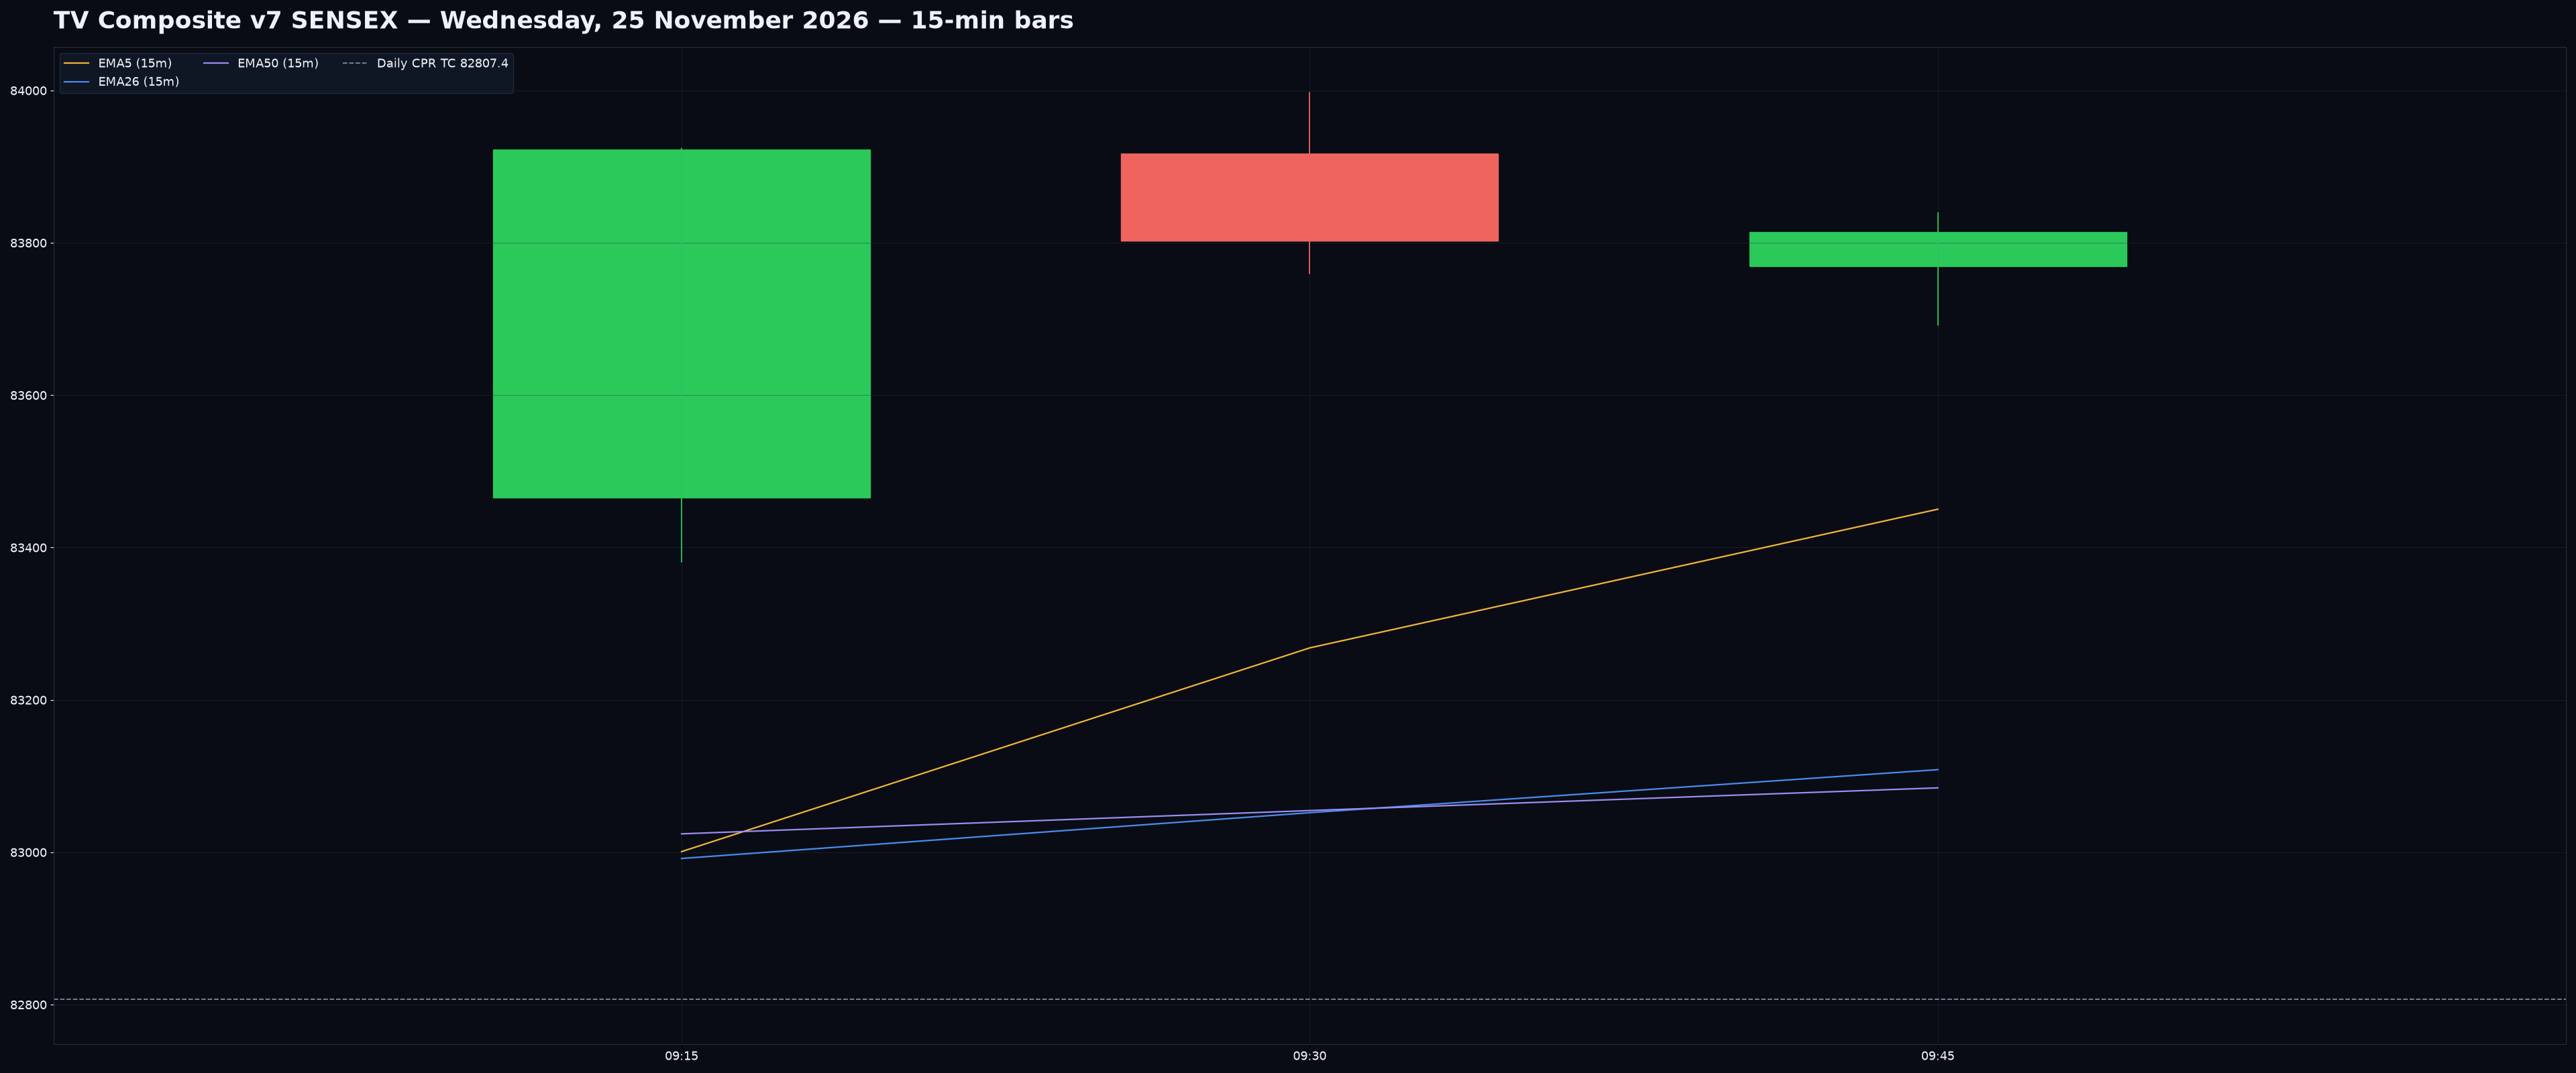 TV Composite v7 SENSEX — Wednesday, 25 November 2026 — 15-min bars
EMA5 (15m) EMA50 (15m) Daily CPR TC 82807.4
EMA26 (15m)
84000
83800
83600
83400
83200
83000
82800
09:15 09:30 09:45